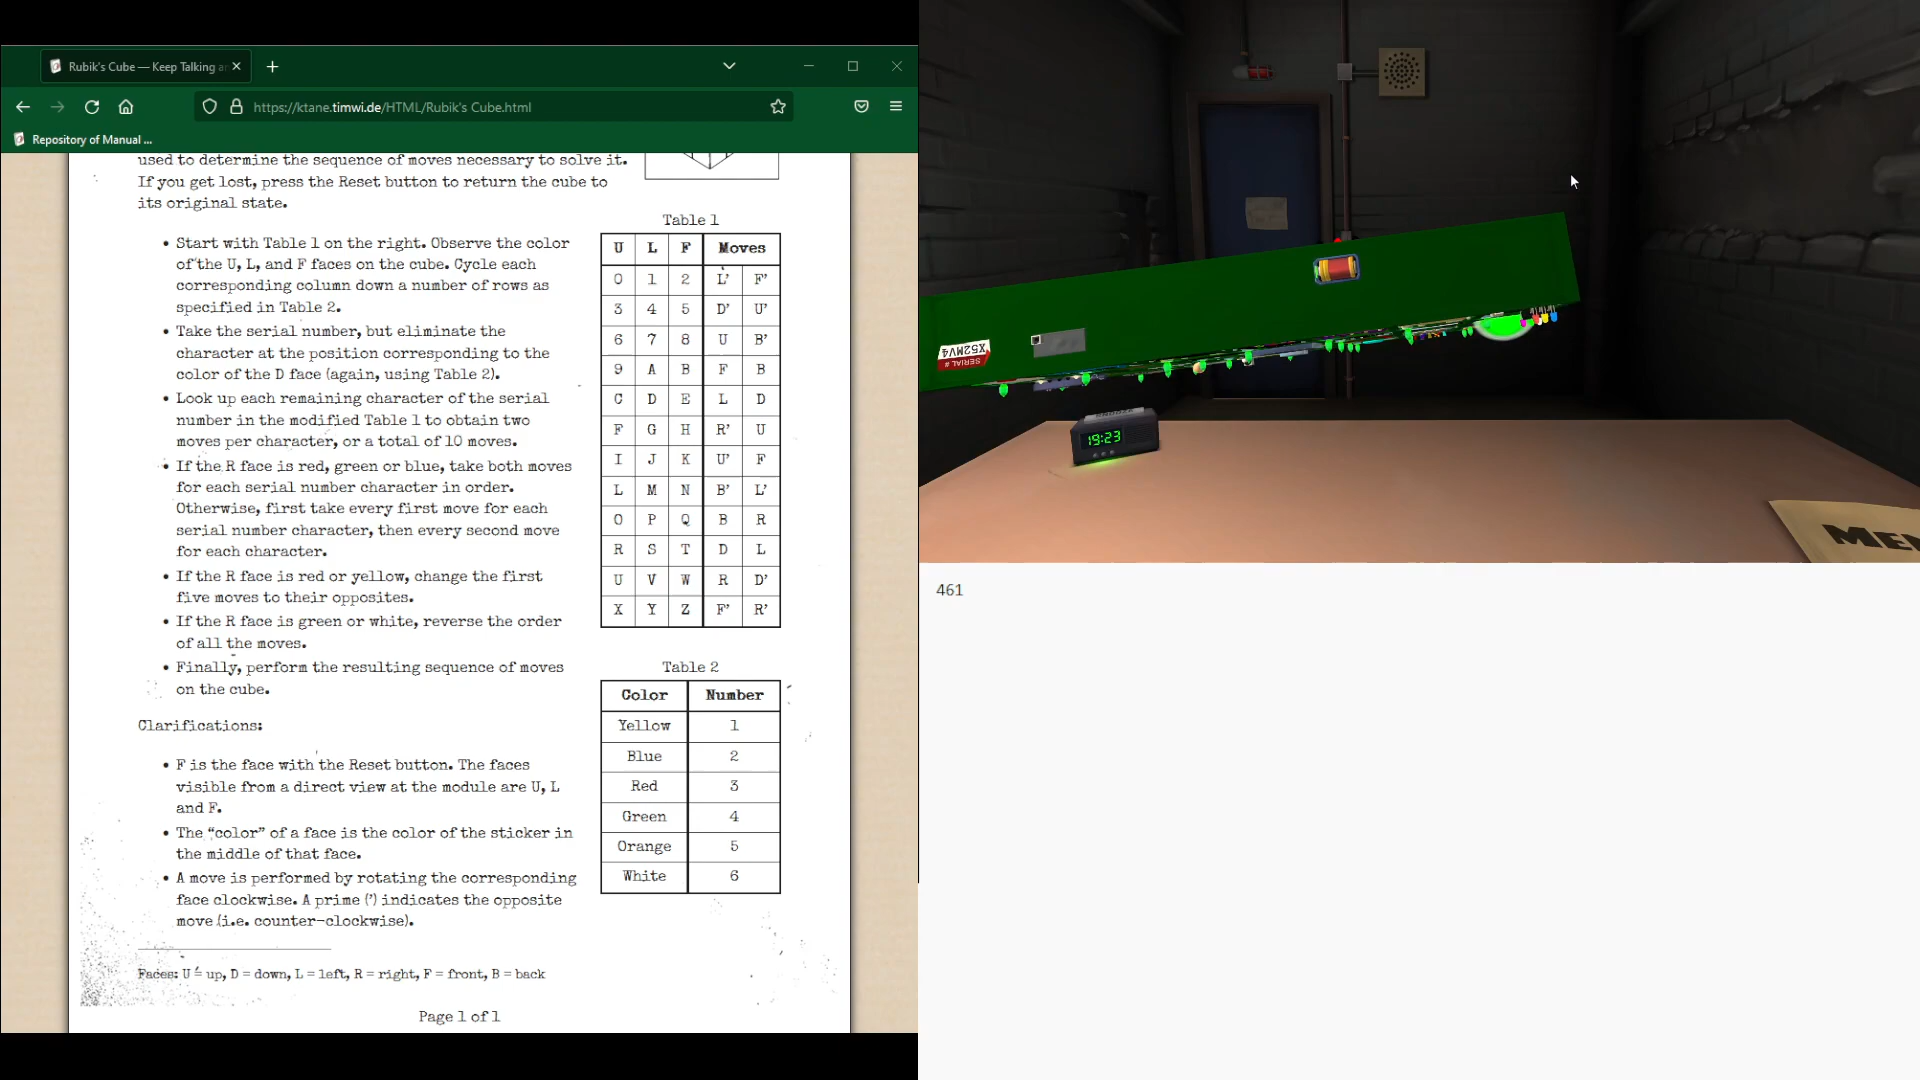 Rubik's Cube — Keep Talking an
https://ktane.timwi.de/HTML/Rubik's Cube.html
Repository of Manual ...
used to determine the sequence of moves necessary to solve it.
If you get lost, press the Reset button to return the cube to
its original state.
• Start with Table 1 on the right. Observe the color
of the U, L, and F faces on the cube. Cycle each
corresponding column down a number of rows as
specified in Table 2.
• Take the serial number, but eliminate the
character at the position corresponding to the
color of the D face (again, using Table 2).
• Look up each remaining character of the serial
number in the modified Table 1 to obtain two
moves per character, or a total of 10 moves.
• If the R face is red, green or blue, take both moves
for each serial number character in order.
Otherwise, first take every first move for each
serial number character, then every second move
for each character.
• If the R face is red or yellow, change the first
five moves to their opposites.
• If the R face is green or white, reverse the order
of all the moves.
• Finally, perform the resulting sequence of moves
on the cube.
Clarifications:
• F is the face with the Reset button. The faces
visible from a direct view at the module are U, L
and F.
• The "color" of a face is the color of the sticker in
the middle of that face.
• A move is performed by rotating the corresponding
face clockwise. A prime (') indicates the opposite
move (i.e. counter-clockwise).
Faces: U = up, D = down, L = left, R = right, F = front, B = back
Page 1 of 1
Table 1
U L F Moves
0 1 2 L' F'
3 4 5 D' U'
6 7 8 U B'
9 A B F B
C D E L D
F G H R' U
I J K U' F
L M N B' L'
O P Q B R
R S T D L
U V W R D'
X Y Z F' R'
Table 2
Color Number
Yellow 1
Blue 2
Red 3
Green 4
Orange 5
White 6
X52MV4
SERIAL #
19:23
461